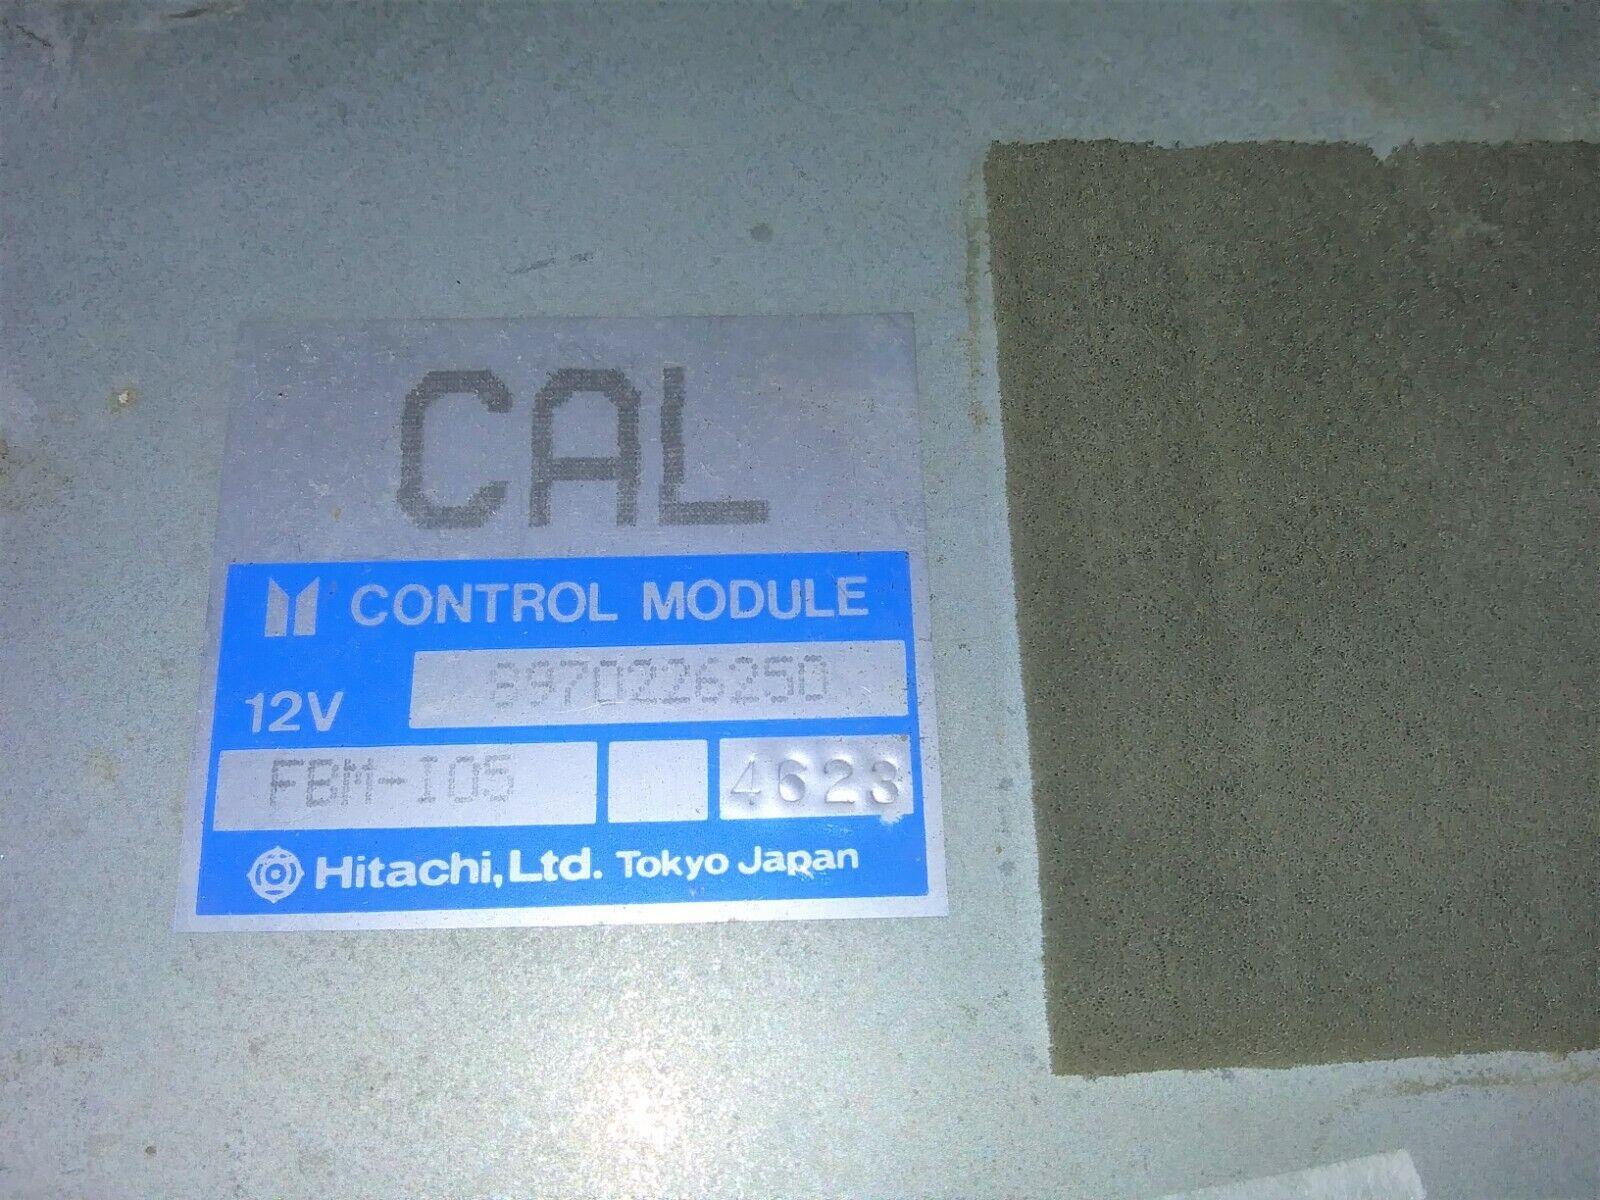 CAL
CONTROL MODULE
12V 8970226250
FBM-I05 4623
Hitachi, Ltd. Tokyo Japan